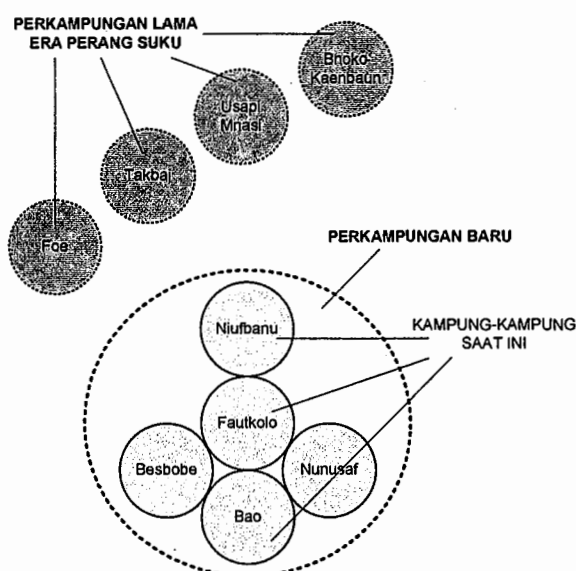 PERKAMPUNGAN LAMA
ERA PERANG SUKU
Bhoko
Kaenbaun
Usapi
Mnasi
Takbai
Foe
PERKAMPUNGAN BARU
KAMPUNG-KAMPUNG
SAAT INI
Niufbanu
Fautkolo
Besbobe
Nunusaf
Bao